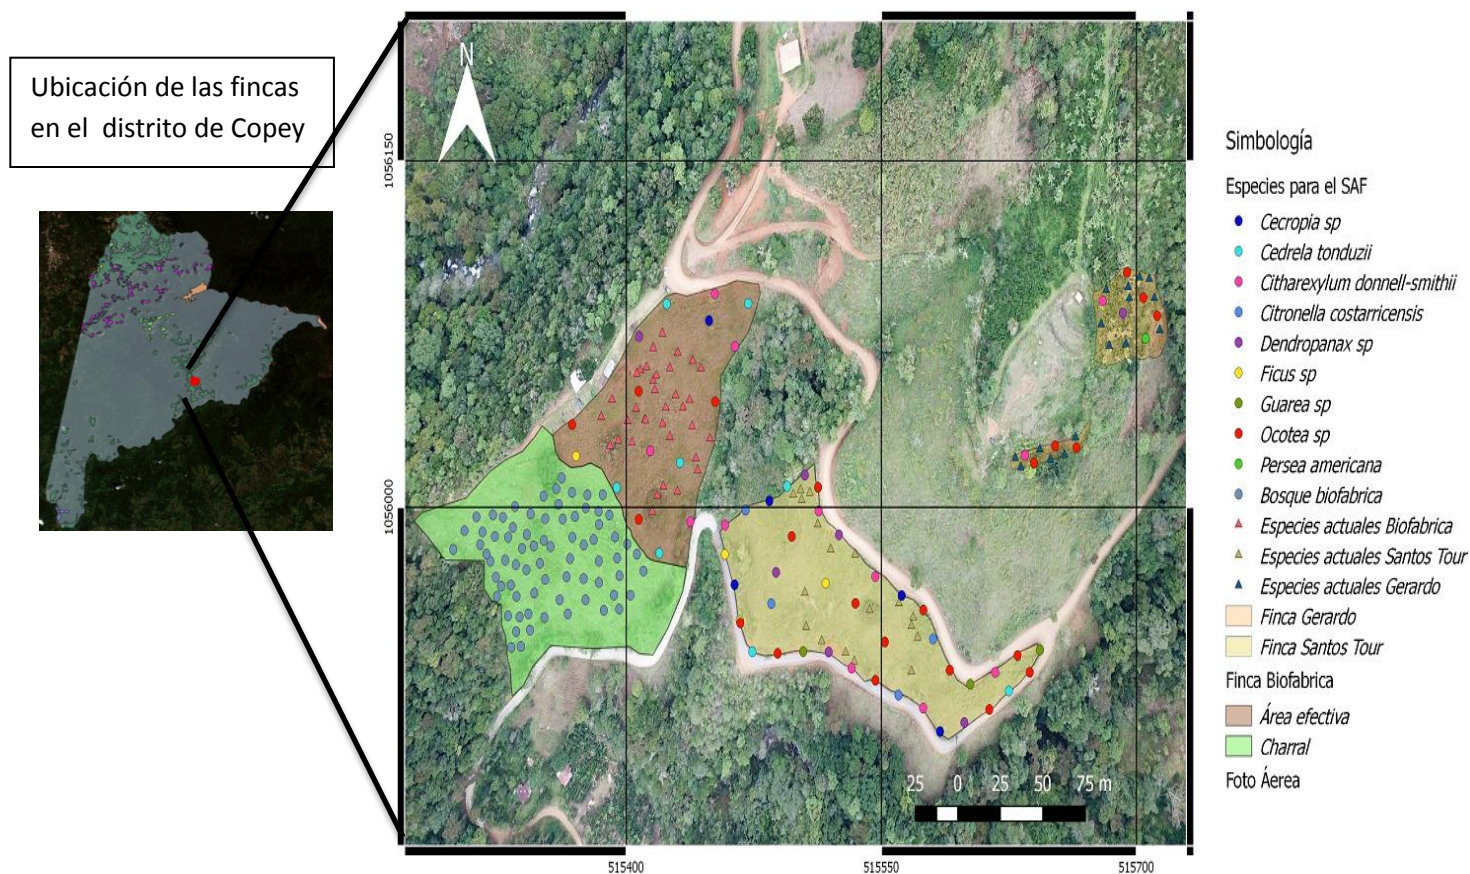 Ubicación de las fincas
en el distrito de Copey
N
1056150
1056000
25 0 25 50 75 m
515400 515550 515700
Simbología
Especies para el SAF
Cecropia sp
Cedrela tonduzii
Citharexylum donnell-smithii
Citronella costarricensis
Dendropanax sp
Ficus sp
Guarea sp
Ocotea sp
Persea americana
Bosque biofabrica
Especies actuales Biofabrica
Especies actuales Santos Tour
Especies actuales Gerardo
Finca Gerardo
Finca Santos Tour
Finca Biofabrica
Área efectiva
Charral
Foto Áerea